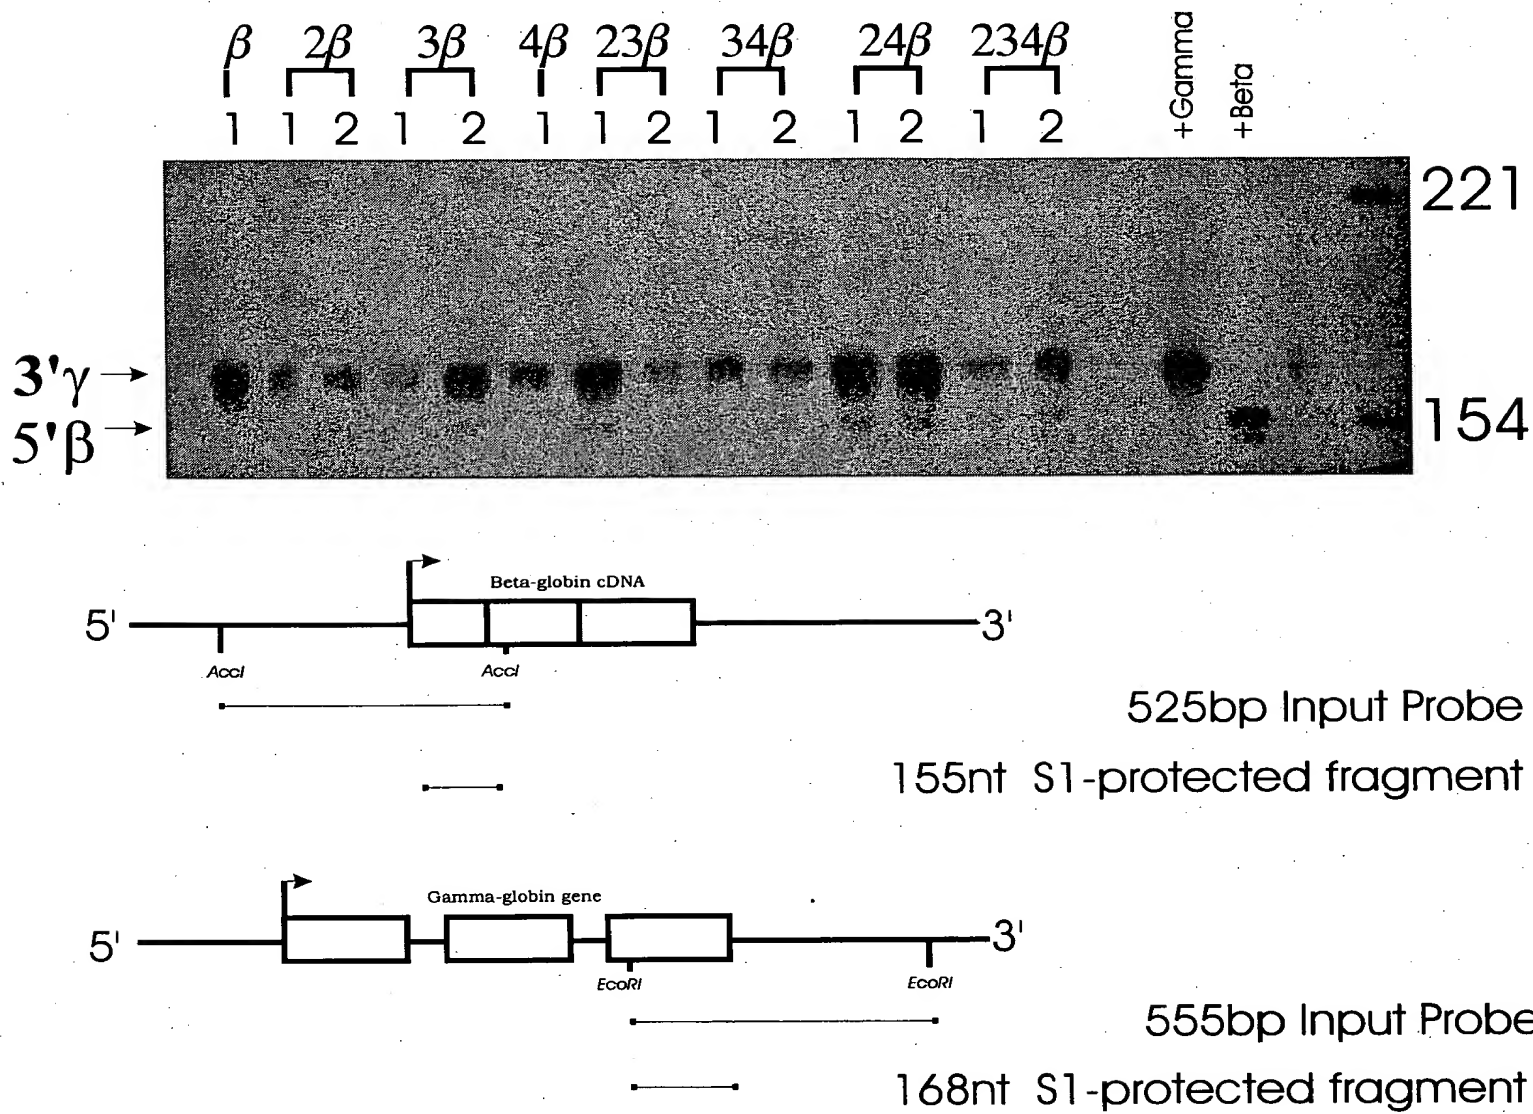 β 2β 3β 4β 23β 34β 24β 234β +Gamma +Beta
1 1 2 1 2 1 1 2 1 2 1 2 1 2
221
3'γ
5'β 154
Beta-globin cDNA
5' 3'
AccI AccI
525bp Input Probe
155nt S1-protected fragment
Gamma-globin gene
5' 3'
EcoRI EcoRI
555bp Input Probe
168nt S1-protected fragment